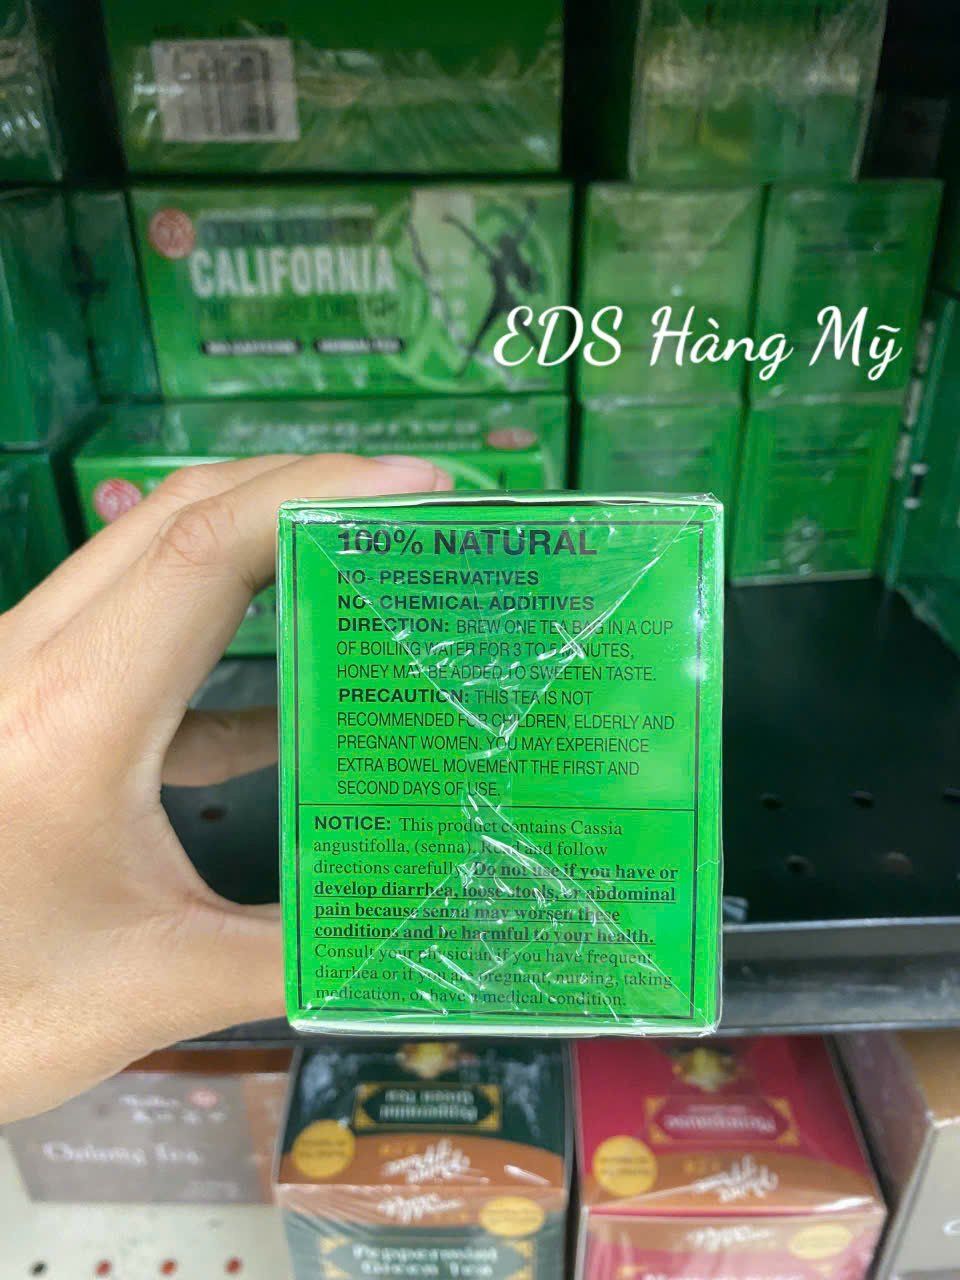 CALIFORNIA
EDS Hàng Mỹ
100% NATURAL
NO- PRESERVATIVES
NO- CHEMICAL ADDITIVES
DIRECTION: BREW ONE TEA BAG IN A CUP
OF BOILING WATER FOR 3 TO 5 MINUTES,
HONEY MAY BE ADDED TO SWEETEN TASTE.
PRECAUTION: THIS TEA IS NOT
RECOMMENDED FOR CHILDREN, ELDERLY AND
PREGNANT WOMEN. YOU MAY EXPERIENCE
EXTRA BOWEL MOVEMENT THE FIRST AND
SECOND DAYS OF USE.
NOTICE: This product contains Cassia
angustifolla, (senna). Read and follow
directions carefully. Do not use if you have or
develop diarrhea, loose stools, or abdominal
pain because senna may worsen these
conditions and be harmful to your health.
Consult your physician if you have frequent
diarrhea or if you are pregnant, nursing, taking
medication, or have a medical condition.
Oolong Tea
Peppermint
Green Tea